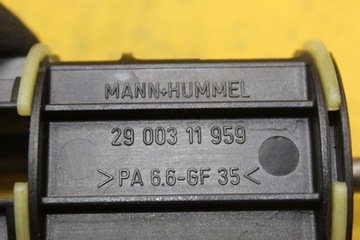 MANN+HUMMEL
29 003 11 959
>PA 6.6-GF 35<